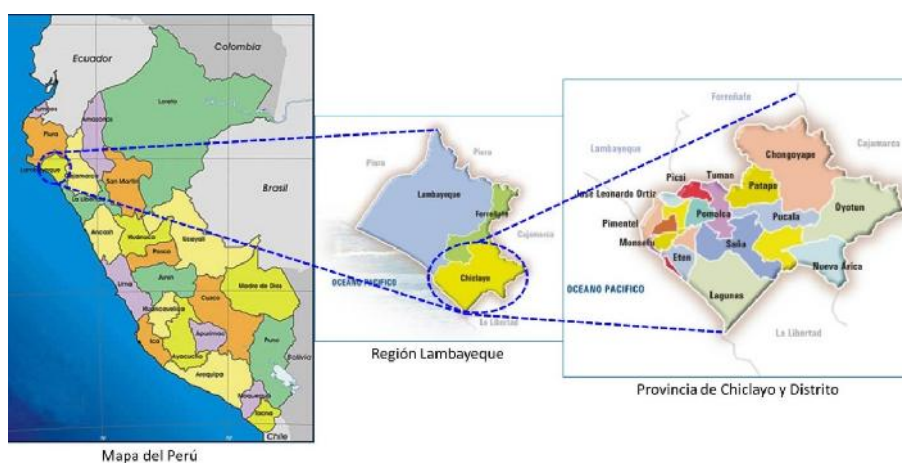 Ecuador
Colombia
Tumbes
Piura
Amazonas
Loreto
Lambayeque
Cajamarca
San Martín
La Libertad
Brasil
Ancash
Huánuco
Ucayali
Pasco
Lima
Junín
Cusco
Madre de Dios
Huancavelica
Ica
Apurímac
Ayacucho
Puno
Bolivia
Arequipa
Moquegua
Tacna
Chile
Mapa del Perú
Piura
Piura
Lambayeque
Ferreñafe
Cajamarca
OCEANO PACIFICO
Chiclayo
La Libertad
Región Lambayeque
Ferreñafe
Lambayeque
Cajamarca
Chongoyape
Picsi
Tuman
Patapo
José Leonardo Ortiz
Oyotun
Pimentel
Pomalca
Pucala
Monsefu
Saña
Eten
Nueva Arica
OCEANO PACIFICO
Lagunas
La Libertad
Provincia de Chiclayo y Distrito